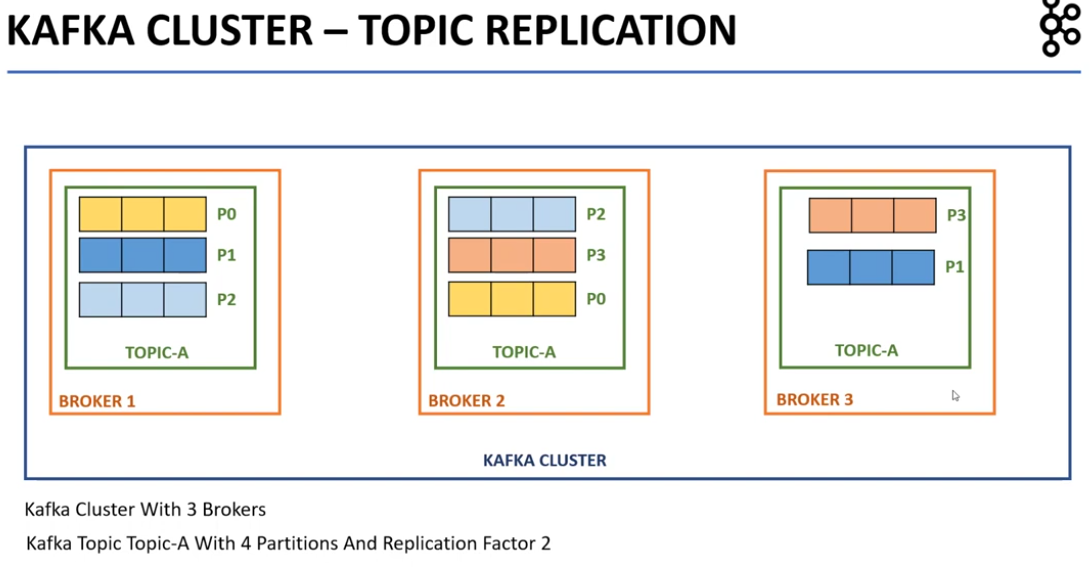 KAFKA CLUSTER – TOPIC REPLICATION
P0
P1
P2
TOPIC-A
BROKER 1
P2
P3
P0
TOPIC-A
BROKER 2
P3
P1
TOPIC-A
BROKER 3
KAFKA CLUSTER
Kafka Cluster With 3 Brokers
Kafka Topic Topic-A With 4 Partitions And Replication Factor 2